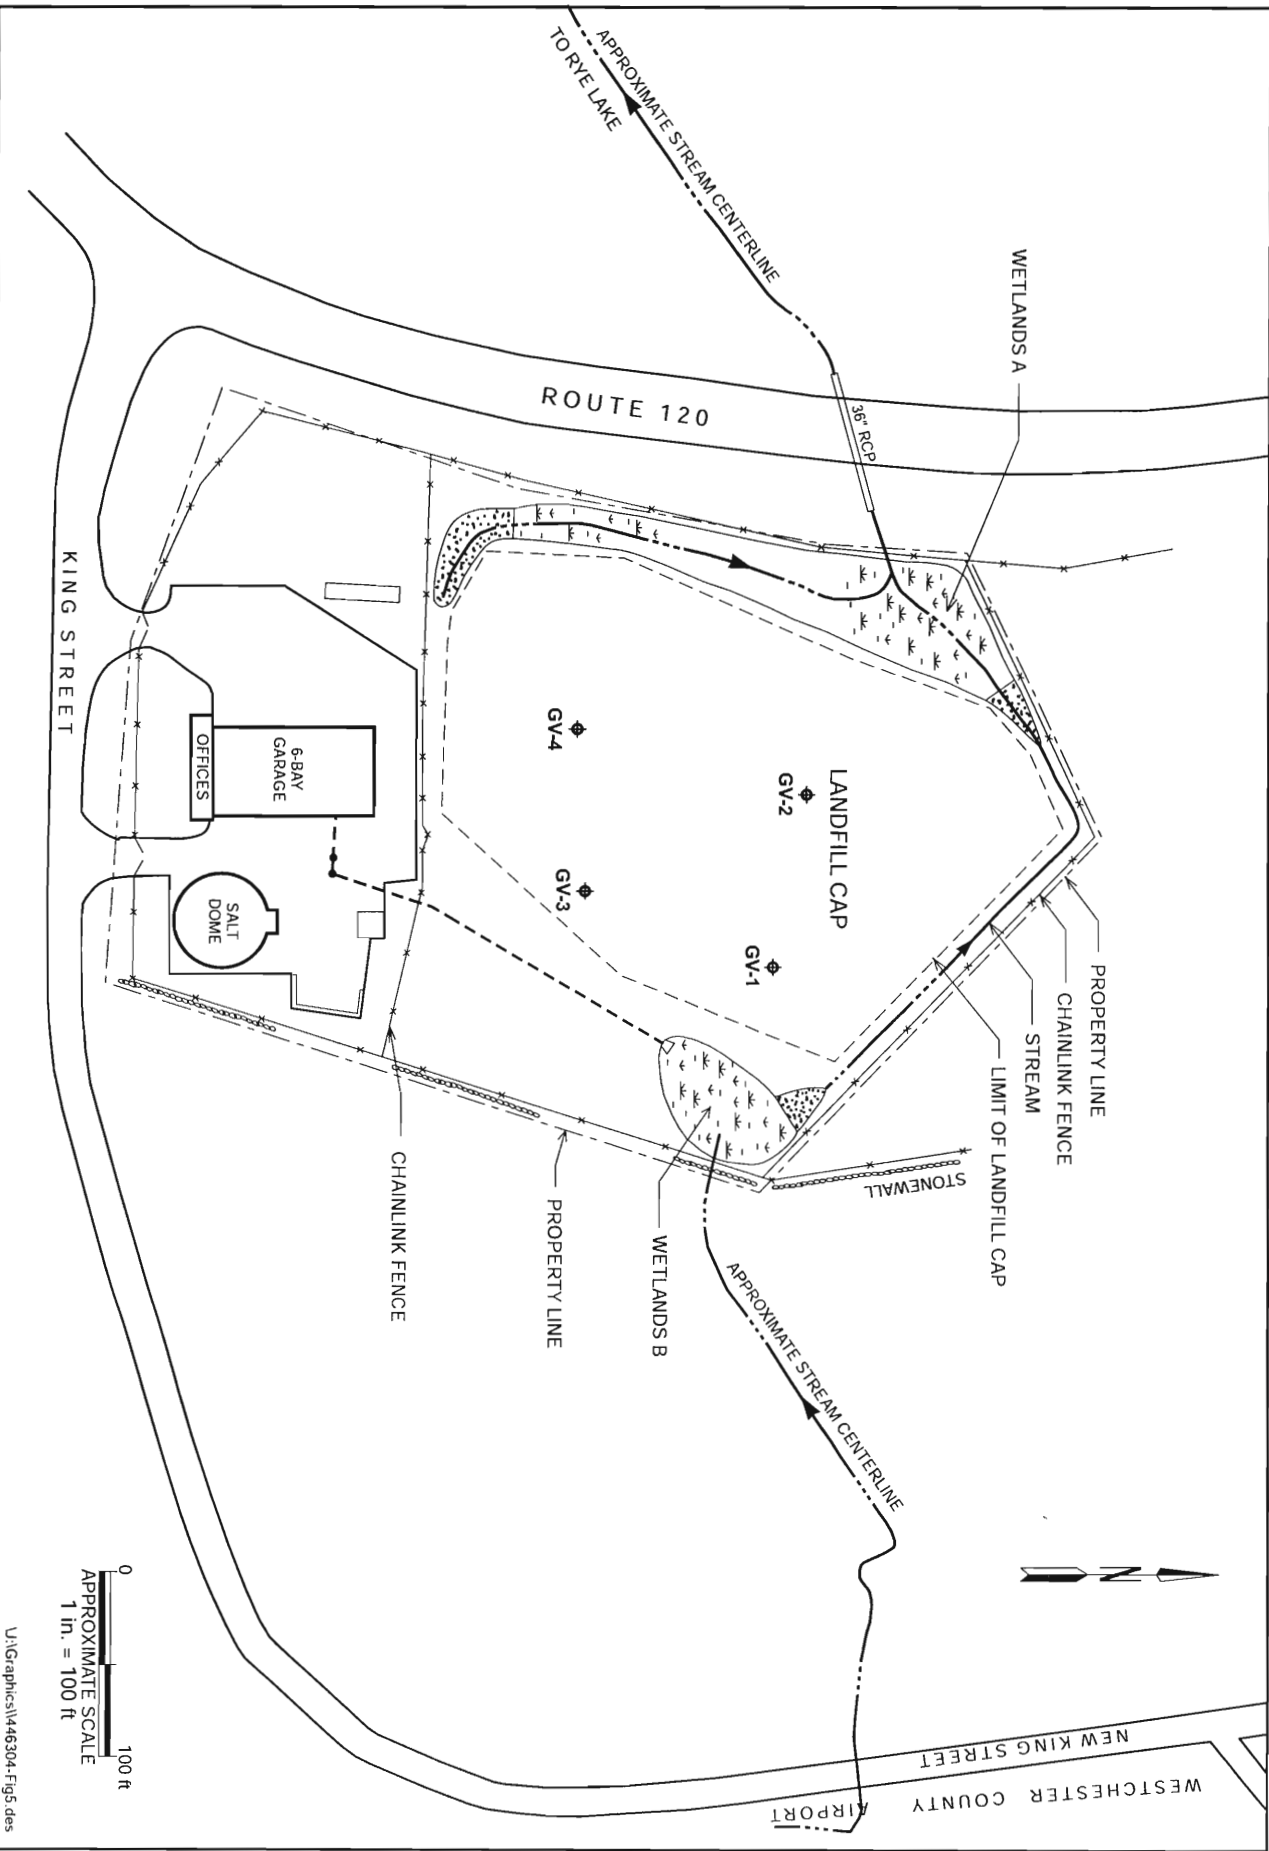 APPROXIMATE STREAM CENTERLINE
TO RYE LAKE
WETLANDS A
ROUTE 120
36" RCP
KING STREET
OFFICES
6-BAY
GARAGE
SALT
DOME
GV-4
GV-2
LANDFILL CAP
GV-3
GV-1
PROPERTY LINE
CHAINLINK FENCE
STREAM
LIMIT OF LANDFILL CAP
STONEWALL
CHAINLINK FENCE
PROPERTY LINE
WETLANDS B
APPROXIMATE STREAM CENTERLINE
N
NEW KING STREET
WESTCHESTER COUNTY
AIRPORT
0
100 ft
APPROXIMATE SCALE
1 in. = 100 ft
U:\Graphics\1446304-Fig5.des